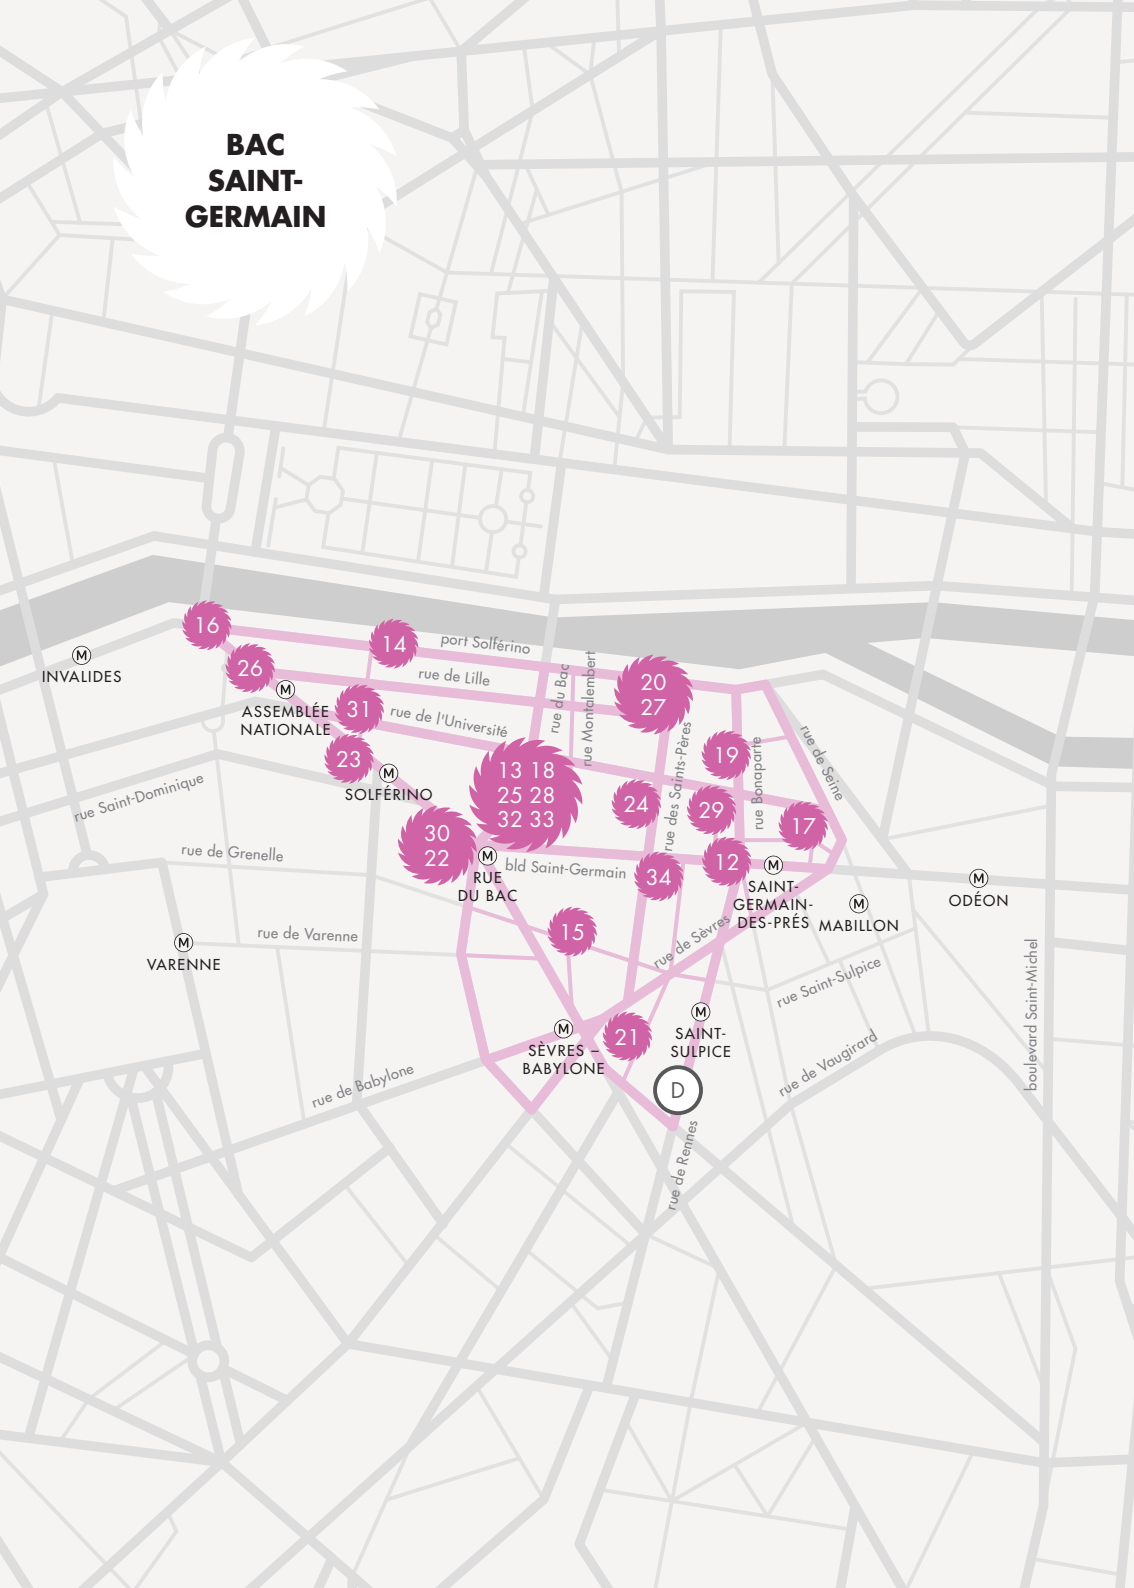 BAC
SAINT-
GERMAIN
16
14
port Solférino
M
INVALIDES
26
M
ASSEMBLÉE
NATIONALE
rue de Lille
rue du Bac
rue Montalembert
20
27
31
rue de l'Université
rue des Saints-Pères
19
rue Bonaparte
rue de Seine
23
M
SOLFÉRINO
13 18
25 28
32 33
24
29
17
rue Saint-Dominique
30
22
rue de Grenelle
M
RUE
DU BAC
bld Saint-Germain
34
12
M
SAINT-
GERMAIN-
DES-PRÉS
M
MABILLON
M
ODÉON
15
rue de Sèvres
rue de Varenne
M
VARENNE
rue Saint-Sulpice
boulevard Saint-Michel
M
SÈVRES –
BABYLONE
21
M
SAINT-
SULPICE
rue de Vaugirard
rue de Babylone
D
rue de Rennes